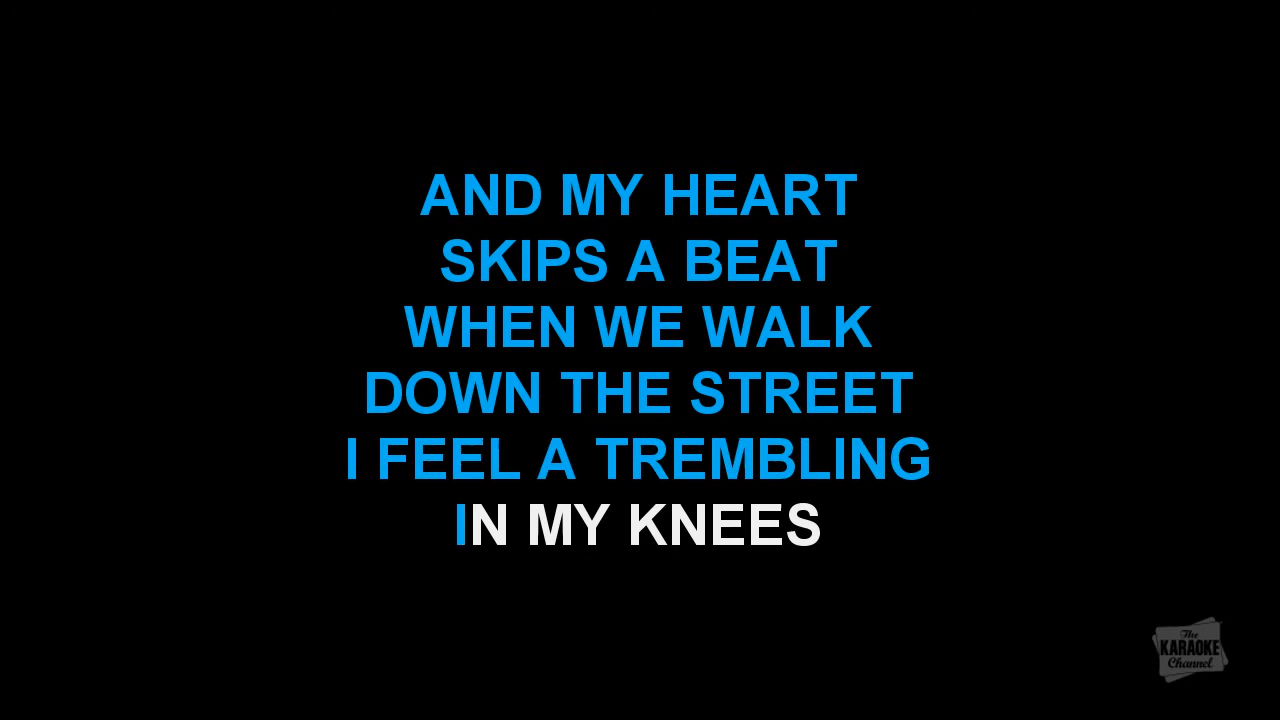 AND MY HEART
SKIPS A BEAT
WHEN WE WALK
DOWN THE STREET
I FEEL A TREMBLING
IN MY KNEES
The
KARAOKE
Channel